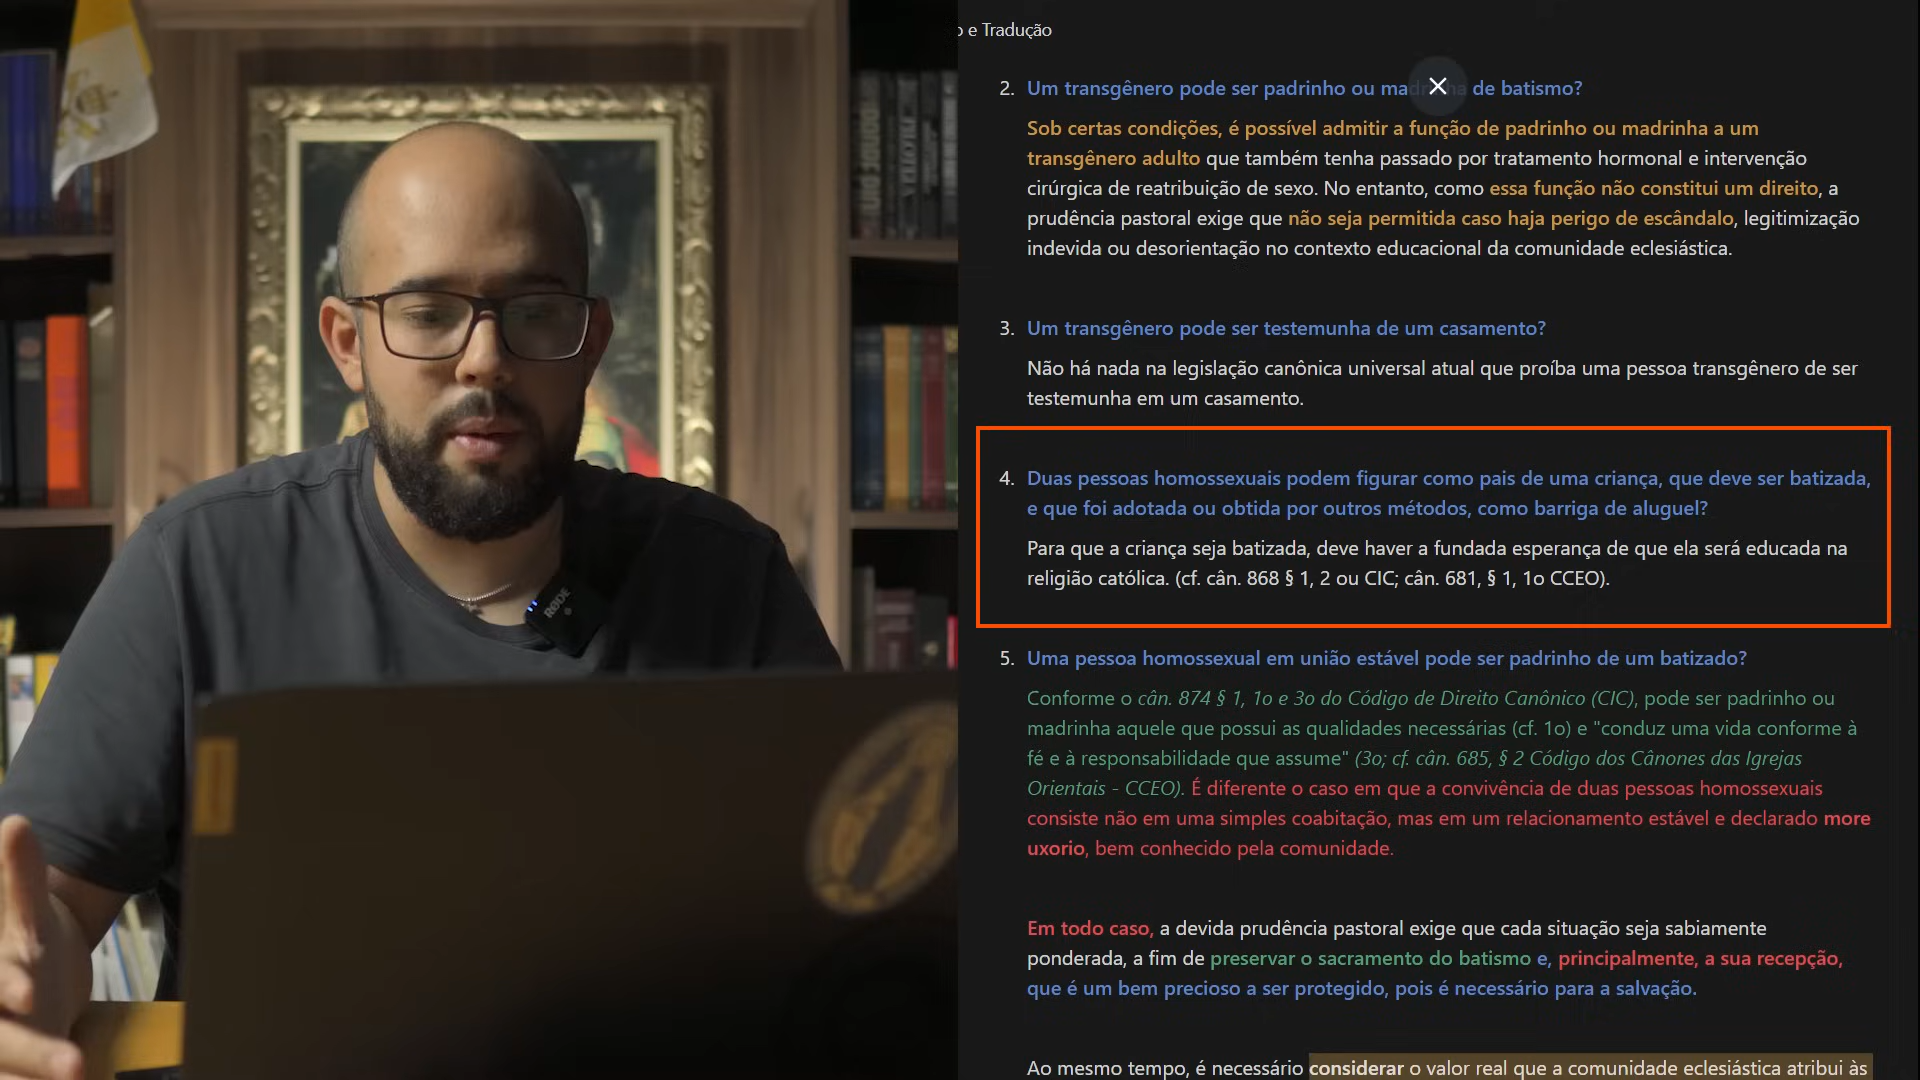 o e Tradução
2. Um transgênero pode ser padrinho ou de batismo?
Sob certas condições, é possível admitir a função de padrinho ou madrinha a um
transgênero adulto que também tenha passado por tratamento hormonal e intervenção
cirúrgica de reatribuição de sexo. No entanto, como essa função não constitui um direito, a
prudência pastoral exige que não seja permitida caso haja perigo de escândalo, legitimização
indevida ou desorientação no contexto educacional da comunidade eclesiástica.
3. Um transgênero pode ser testemunha de um casamento?
Não há nada na legislação canônica universal atual que proíba uma pessoa transgênero de ser
testemunha em um casamento.
4. Duas pessoas homossexuais podem figurar como pais de uma criança, que deve ser batizada,
e que foi adotada ou obtida por outros métodos, como barriga de aluguel?
Para que a criança seja batizada, deve haver a fundada esperança de que ela será educada na
religião católica. (cf. cân. 868 § 1, 2 ou CIC; cân. 681, § 1, 1o CCEO).
5. Uma pessoa homossexual em união estável pode ser padrinho de um batizado?
Conforme o cân. 874 § 1, 1o e 3o do Código de Direito Canônico (CIC), pode ser padrinho ou
madrinha aquele que possui as qualidades necessárias (cf. 1o) e "conduz uma vida conforme à
fé e à responsabilidade que assume" (3o; cf. cân. 685, § 2 Código dos Cânones das Igrejas
Orientais - CCEO). É diferente o caso em que a convivência de duas pessoas homossexuais
consiste não em uma simples coabitação, mas em um relacionamento estável e declarado more
uxorio, bem conhecido pela comunidade.
Em todo caso, a devida prudência pastoral exige que cada situação seja sabiamente
ponderada, a fim de preservar o sacramento do batismo e, principalmente, a sua recepção,
que é um bem precioso a ser protegido, pois é necessário para a salvação.
Ao mesmo tempo, é necessário considerar o valor real que a comunidade eclesiástica atribui às
RØDE